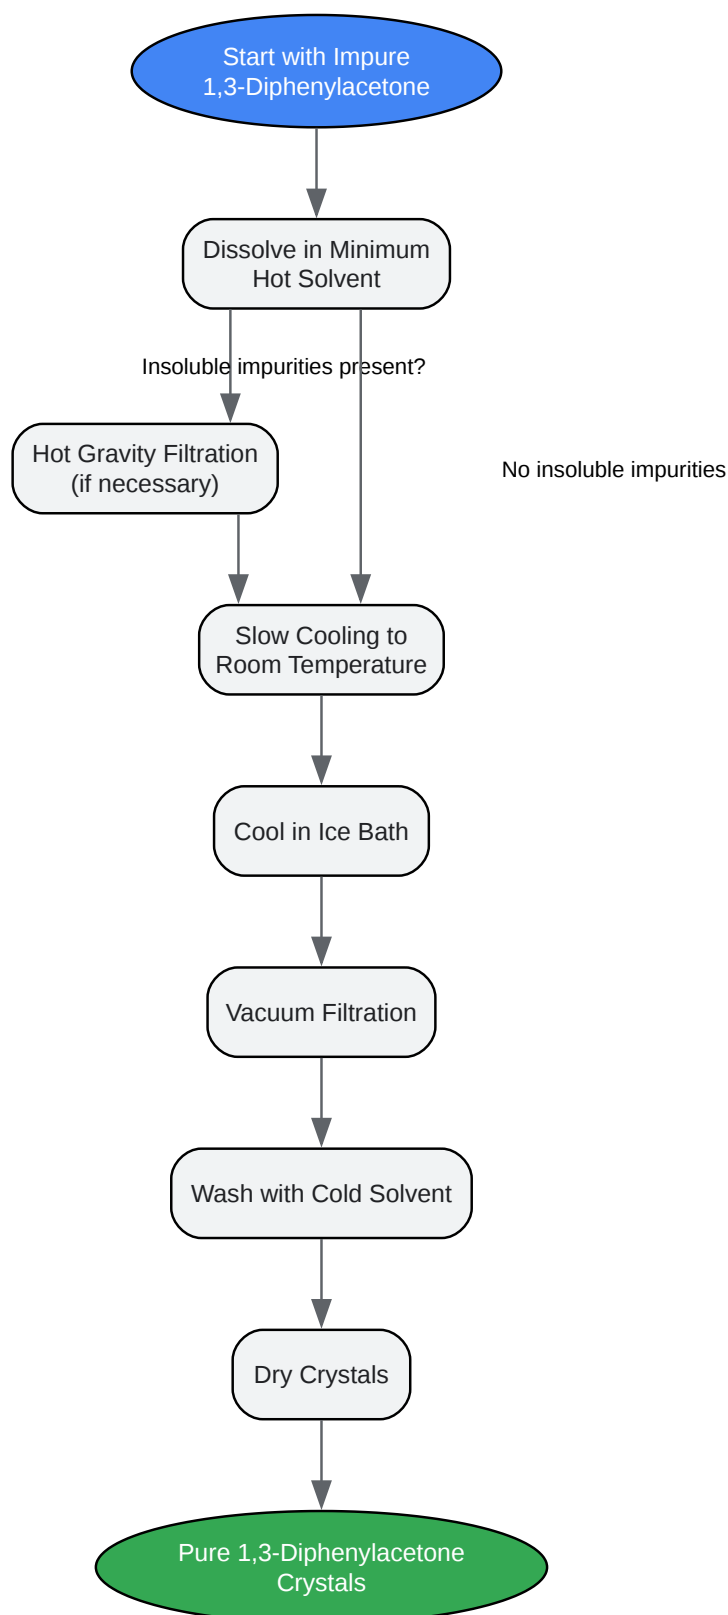 Start with Impure
1,3-Diphenylacetone
Dissolve in Minimum
Hot Solvent
Insoluble impurities present?
Hot Gravity Filtration
(if necessary)
No insoluble impurities
Slow Cooling to
Room Temperature
Cool in Ice Bath
Vacuum Filtration
Wash with Cold Solvent
Dry Crystals
Pure 1,3-Diphenylacetone
Crystals